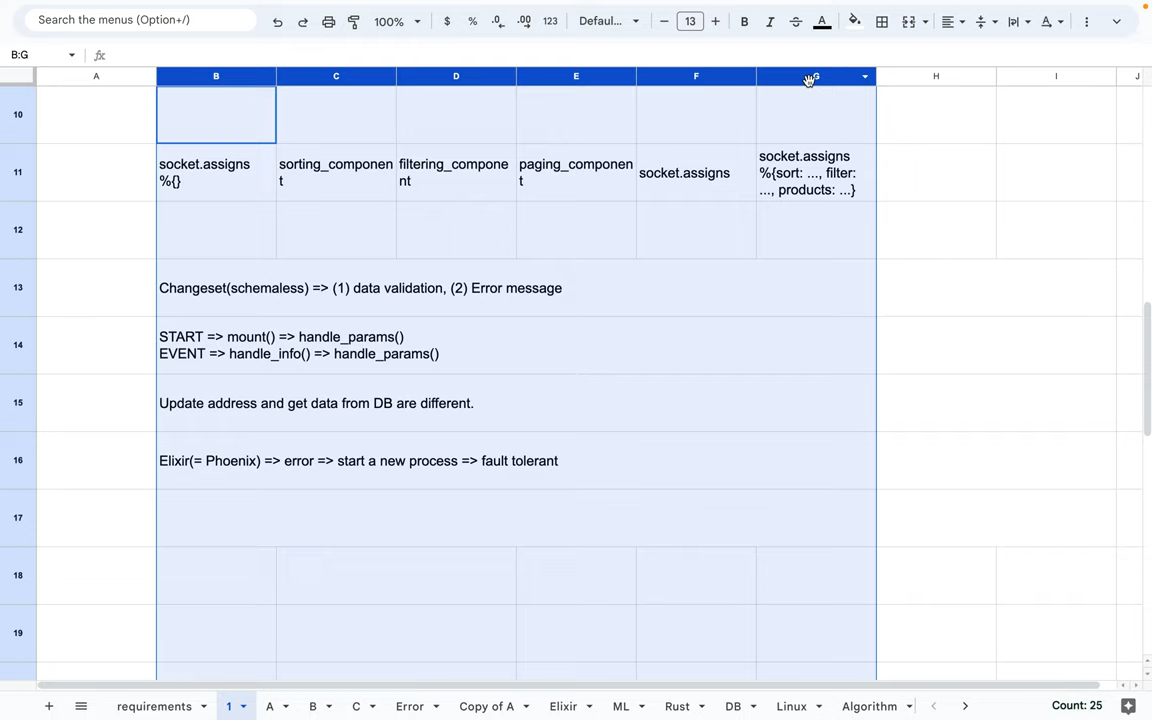 Search the menus (Option+/)
100%
$ % .0 .00 123
Defaul...
13
B I S A
B:G
fx
A B C D E F G H I J
10
11
socket.assigns
%{}
sorting_componen
t
filtering_compone
nt
paging_componen
t
socket.assigns
socket.assigns
%{sort: ..., filter:
..., products: ...}
12
13
Changeset(schemaless) => (1) data validation, (2) Error message
14
START => mount() => handle_params()
EVENT => handle_info() => handle_params()
15
Update address and get data from DB are different.
16
Elixir(= Phoenix) => error => start a new process => fault tolerant
17
18
19
requirements 1 A B C Error Copy of A Elixir ML Rust DB Linux Algorithm
Count: 25